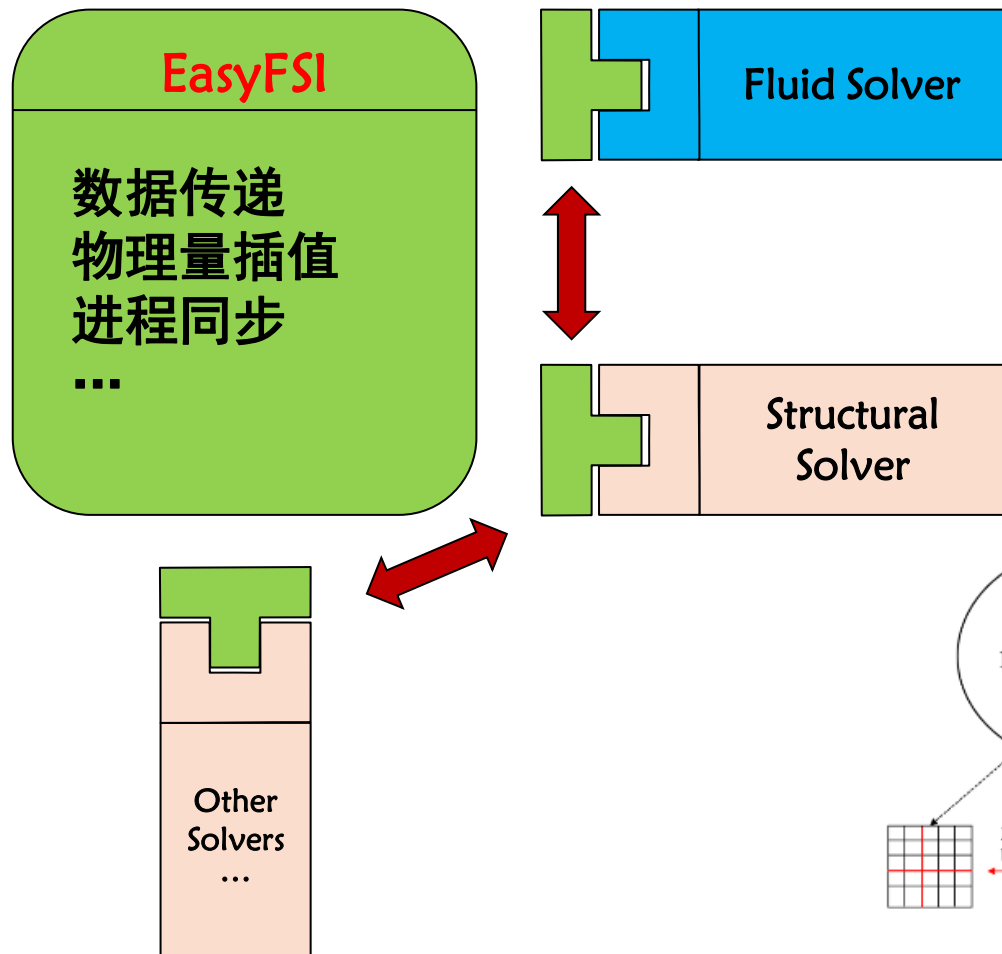 EasyFSI
数据传递
物理量插值
进程同步
...
Fluid Solver
Structural
Solver
Other
Solvers
...